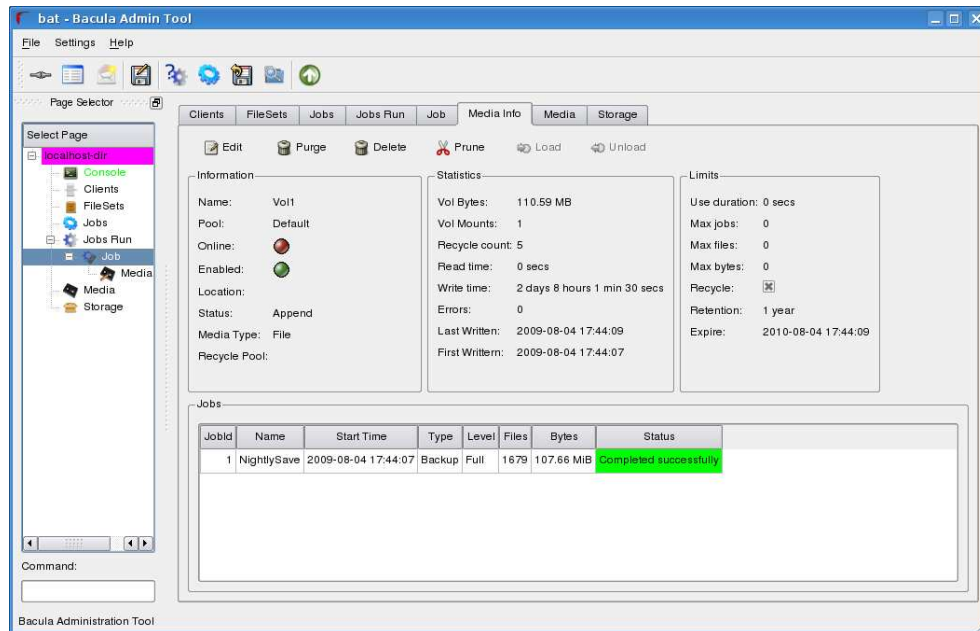 bat - Bacula Admin Tool
File Settings Help
Page Selector
Select Page
localhost-dir
Console
Clients
FileSets
Jobs
Jobs Run
Job
Media
Media
Storage
Command:
Bacula Administration Tool
Clients FileSets Jobs Jobs Run Job Media Info Media Storage
Edit Purge Delete Prune Load Unload
Information
Name: Vol1
Pool: Default
Online:
Enabled:
Location:
Status: Append
Media Type: File
Recycle Pool:
Statistics
Vol Bytes: 110.59 MB
Vol Mounts: 1
Recycle count: 5
Read time: 0 secs
Write time: 2 days 8 hours 1 min 30 secs
Errors: 0
Last Written: 2009-08-04 17:44:09
First Writtern: 2009-08-04 17:44:07
Limits
Use duration: 0 secs
Max jobs: 0
Max files: 0
Max bytes: 0
Recycle:
Retention: 1 year
Expire: 2010-08-04 17:44:09
Jobs
JobId Name Start Time Type Level Files Bytes Status
1 NightlySave 2009-08-04 17:44:07 Backup Full 1679 107.66 MiB Completed successfully